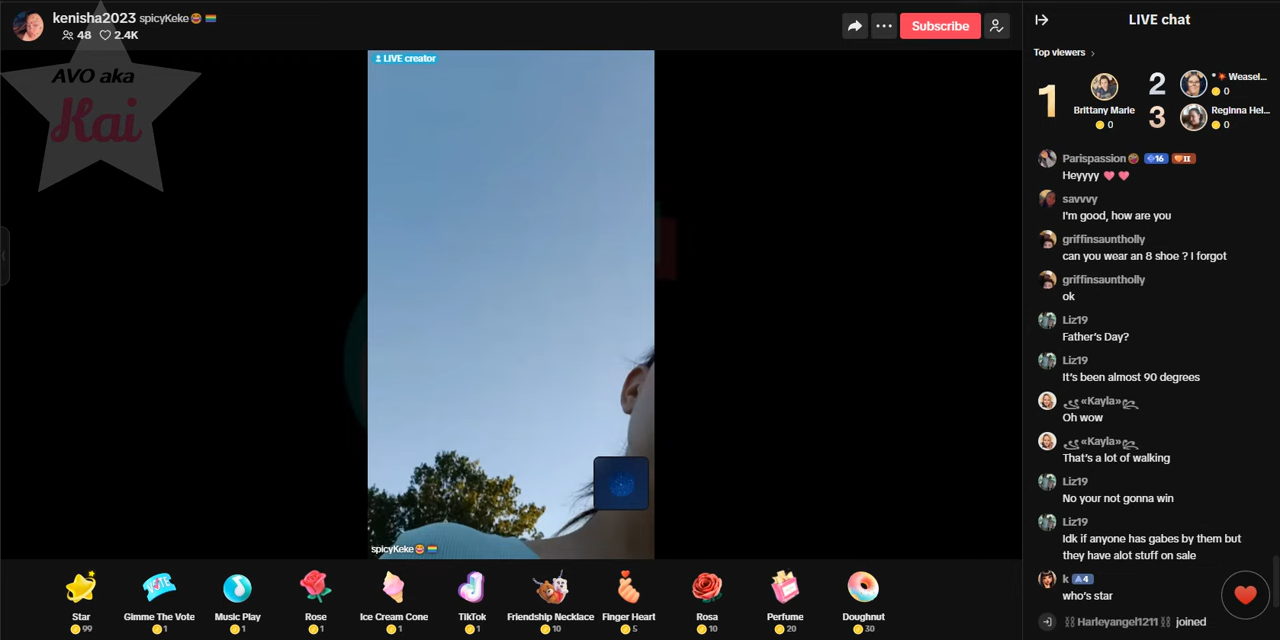 kenisha2023 spicyKeke
48 2.4K
Subscribe
AVO aka
Kai
LIVE creator
spicyKeke
Star
99
Gimme The Vote
1
Music Play
1
Rose
1
Ice Cream Cone
1
TikTok
1
Friendship Necklace
10
Finger Heart
5
Rosa
10
Perfume
20
Doughnut
30
LIVE chat
Top viewers
1
Brittany Marie
0
2
Weasel...
0
3
Reginna Hel...
0
Parispassion 16 II
Heyyyy
savvvy
I'm good, how are you
griffinsauntholly
can you wear an 8 shoe ? I forgot
griffinsauntholly
ok
Liz19
Father's Day?
Liz19
It's been almost 90 degrees
«Kayla»
Oh wow
«Kayla»
That's a lot of walking
Liz19
No your not gonna win
Liz19
Idk if anyone has gabes by them but
they have alot stuff on sale
k 4
who's star
Harleyangel1211 joined